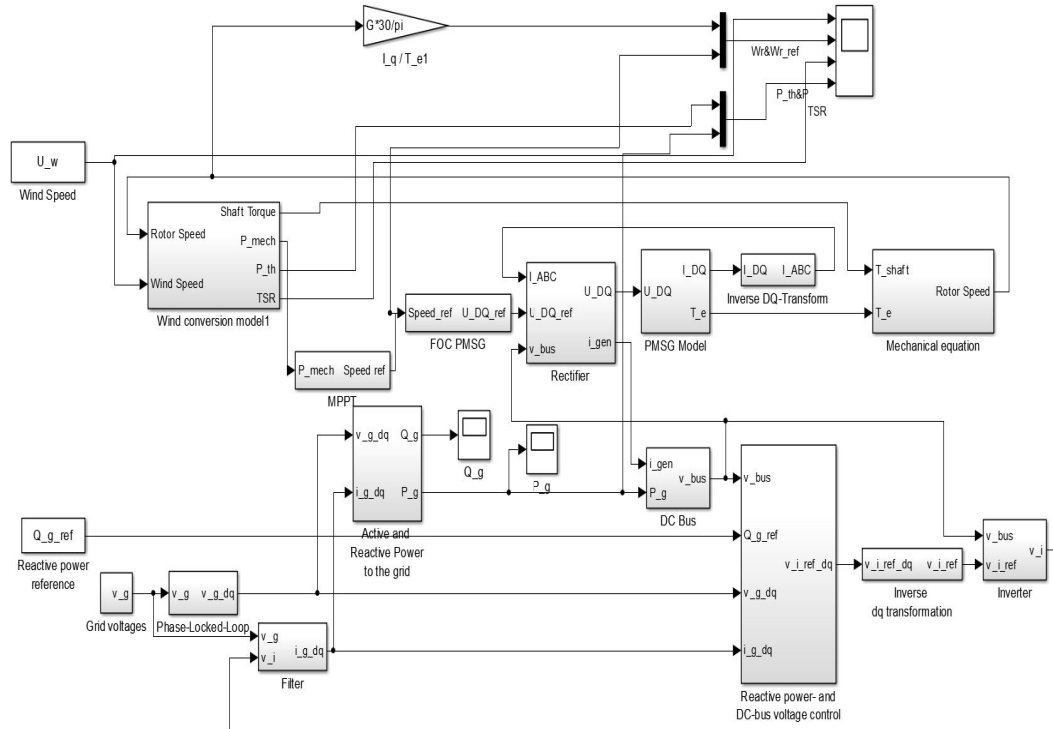 G*30/pi
I_q / T_e1
Wr&Wr_ref
P_th&P
TSR
U_w
Wind Speed
Shaft Torque
Rotor Speed
P_mech
P_th
Wind Speed
TSR
Wind conversion model1
Speed_ref U_DQ_ref
FOC PMSG
I_ABC
U_DQ
U_DQ_ref
i_gen
v_bus
Rectifier
I_DQ
U_DQ
T_e
PMSG Model
I_DQ I_ABC
Inverse DQ-Transform
T_shaft
Rotor Speed
T_e
Mechanical equation
P_mech Speed ref
MPPT
v_g_dq Q_g
i_g_dq P_g
Active and
Reactive Power
to the grid
Q_g
P_g
i_gen
v_bus
P_g
DC Bus
v_bus
Q_g_ref
v_i_ref_dq
v_g_dq
i_g_dq
Reactive power- and
DC-bus voltage control
v_i_ref_dq v_i_ref
Inverse
dq transformation
v_bus
v_i
v_i_ref
Inverter
Q_g_ref
Reactive power
reference
v_g
Grid voltages
v_g v_g_dq
Phase-Locked-Loop
v_g
i_g_dq
v_i
Filter